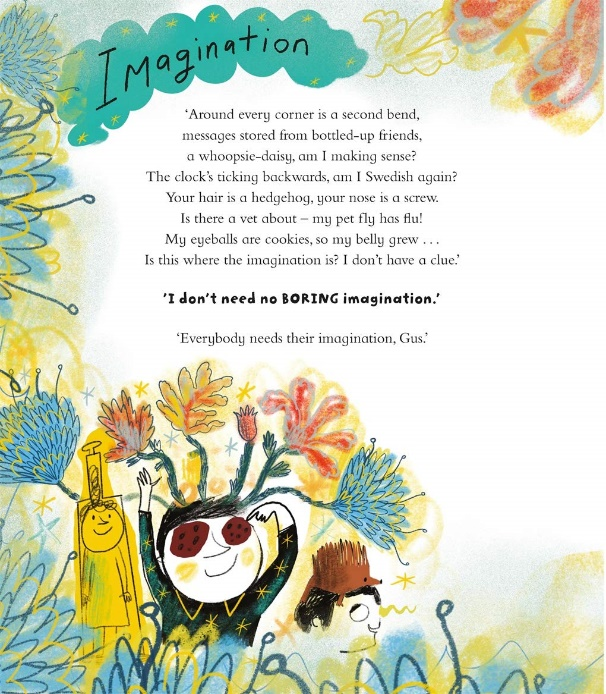 Imagination
‘Around every corner is a second bend,
messages stored from bottled-up friends,
a whoopsie-daisy, am I making sense?
The clock’s ticking backwards, am I Swedish again?
Your hair is a hedgehog, your nose is a screw.
Is there a vet about – my pet fly has flu!
My eyeballs are cookies, so my belly grew . . .
Is this where the imagination is? I don’t have a clue.’
‘I don’t need no BORING imagination.’
‘Everybody needs their imagination, Gus.’